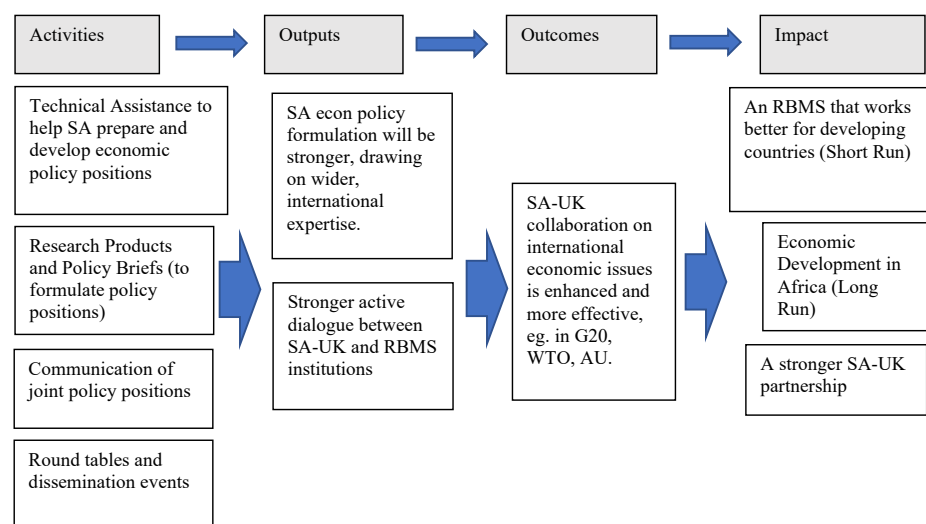 Activities
Outputs
Outcomes
Impact
Technical Assistance to
help SA prepare and
develop economic
policy positions
Research Products
and Policy Briefs (to
formulate policy
positions)
Communication of
joint policy positions
Round tables and
dissemination events
SA econ policy
formulation will be
stronger, drawing
on wider,
international
expertise.
Stronger active
dialogue between
SA-UK and RBMS
institutions
SA-UK
collaboration on
international
economic issues
is enhanced and
more effective,
eg. in G20,
WTO, AU.
An RBMS that works
better for developing
countries (Short Run)
Economic
Development in
Africa (Long
Run)
A stronger SA-UK
partnership